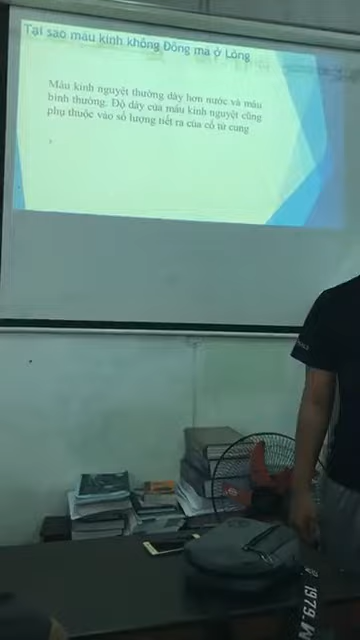 Tại sao máu kinh không Đông mà ở Lỏng
Máu kinh nguyệt thường dày hơn nước và máu
bình thường. Độ dày của máu kinh nguyệt cũng
phụ thuộc vào số lượng tiết ra của cổ tử cung
1979